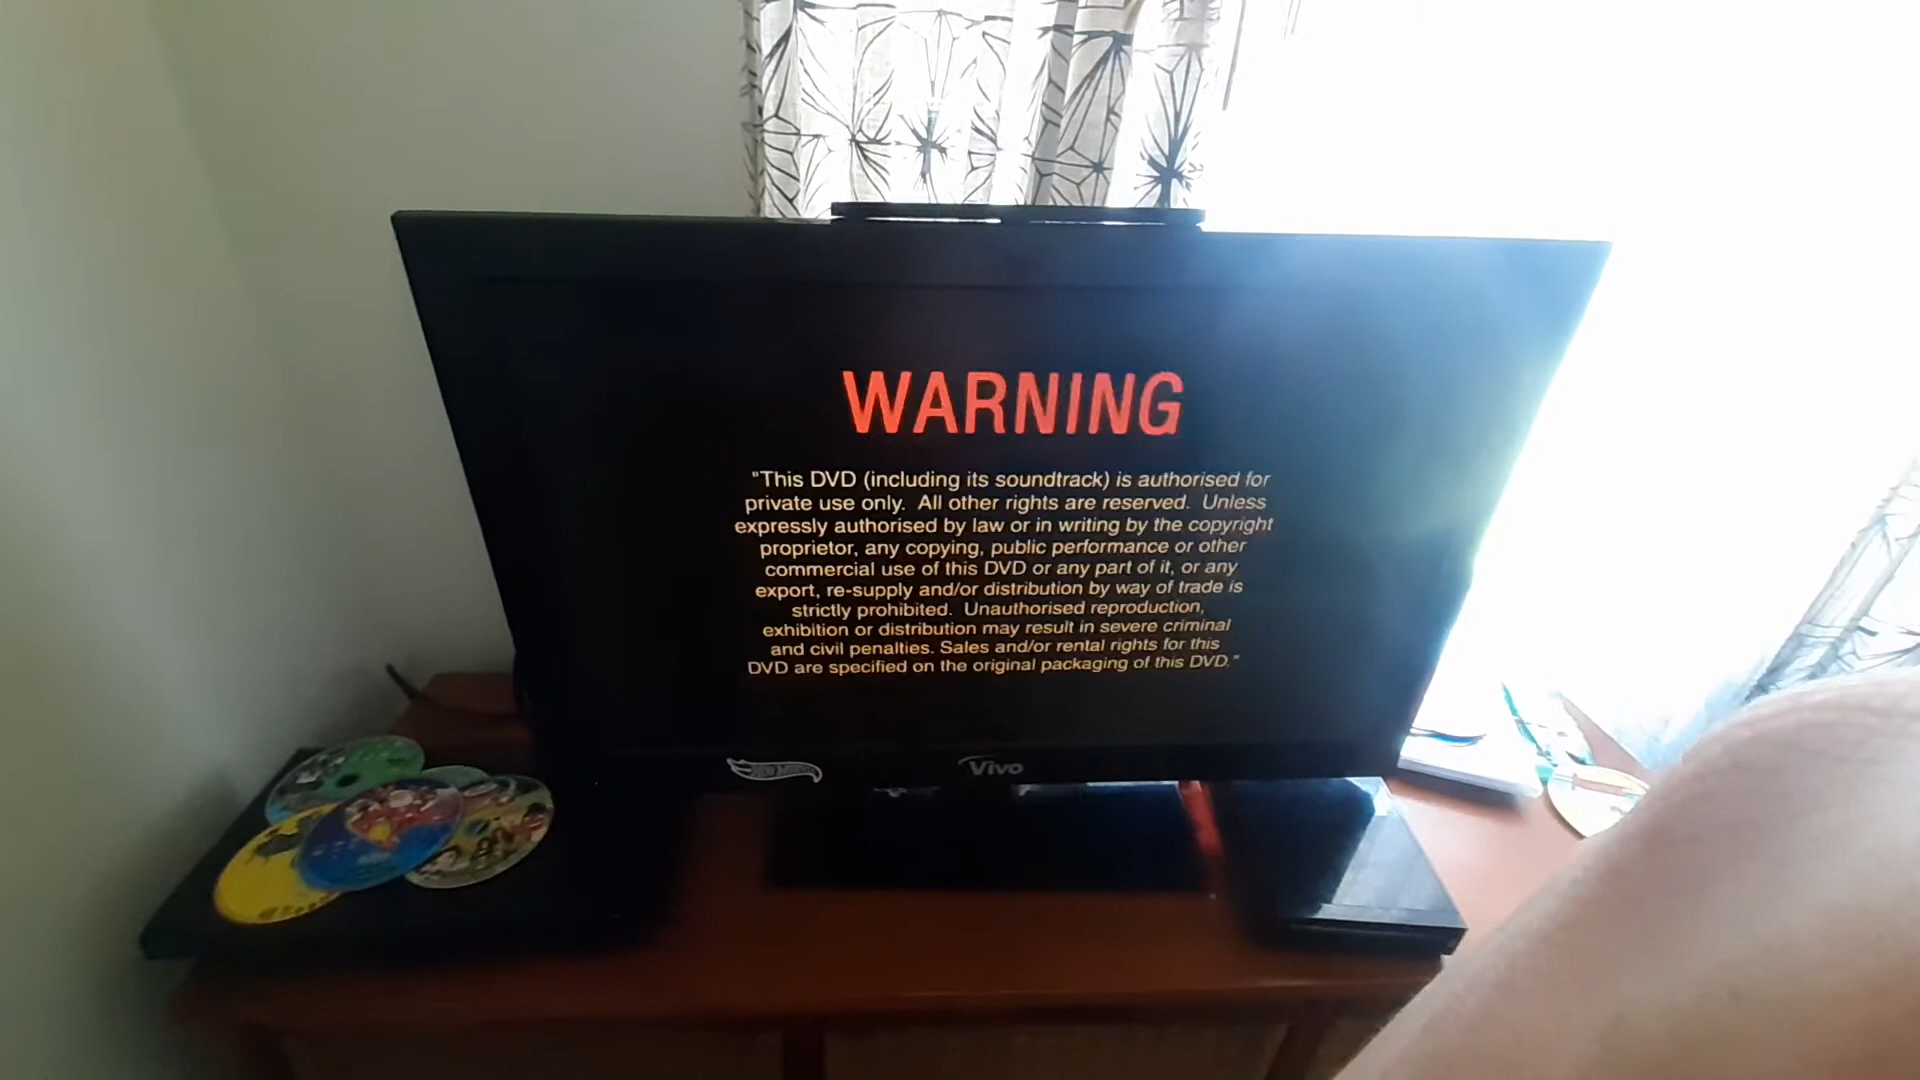 WARNING
"This DVD (including its soundtrack) is authorised for
private use only. All other rights are reserved. Unless
expressly authorised by law or in writing by the copyright
proprietor, any copying, public performance or other
commercial use of this DVD or any part of it, or any
export, re-supply and/or distribution by way of trade is
strictly prohibited. Unauthorised reproduction,
exhibition or distribution may result in severe criminal
and civil penalties. Sales and/or rental rights for this
DVD are specified on the original packaging of this DVD."
Vivo